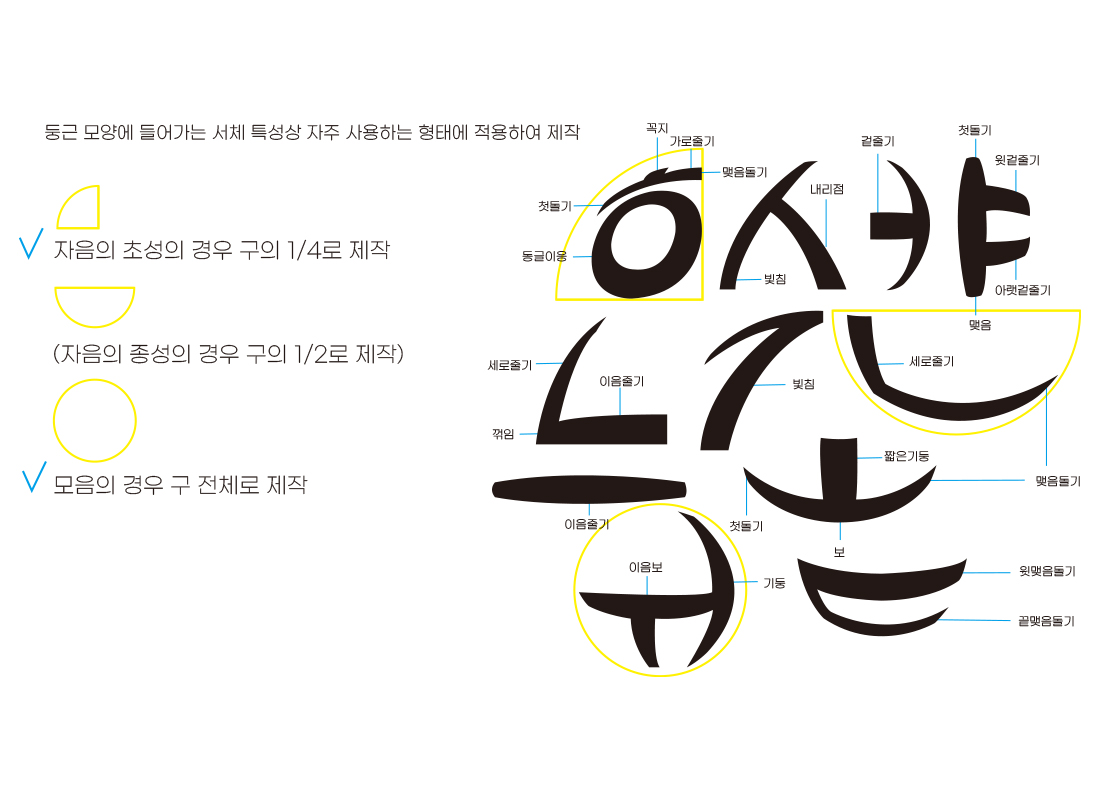 둥근 모양에 들어가는 서체 특성상 자주 사용하는 형태에 적용하여 제작
자음의 초성의 경우 구의 1/4로 제작
(자음의 종성의 경우 구의 1/2로 제작)
모음의 경우 구 전체로 제작
꼭지
가로줄기
맺음돌기
첫돌기
동글이응
내리점
빛침
곁줄기
첫돌기
윗곁줄기
아랫곁줄기
맺음
세로줄기
이음줄기
꺾임
빛침
세로줄기
짧은기둥
맺음돌기
첫돌기
보
이음줄기
이음보
기둥
윗맺음돌기
끝맺음돌기